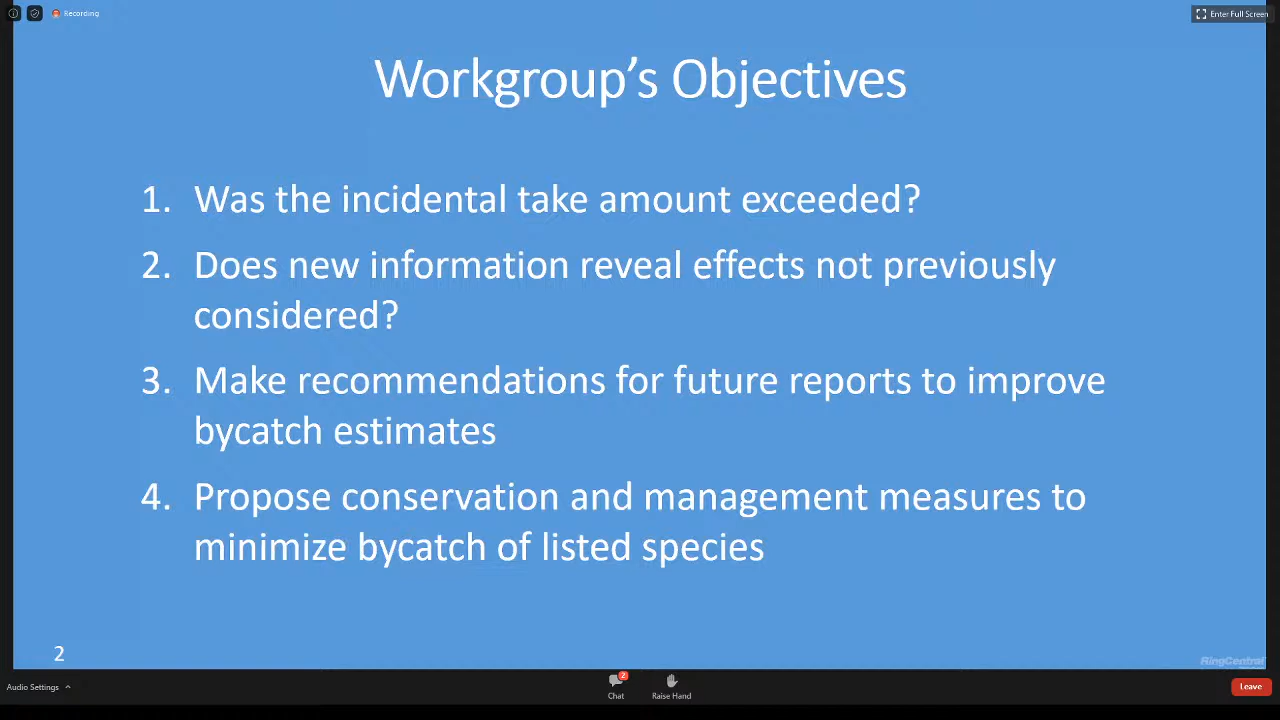 Recording
Enter Full Screen
Workgroup's Objectives
1. Was the incidental take amount exceeded?
2. Does new information reveal effects not previously
considered?
3. Make recommendations for future reports to improve
bycatch estimates
4. Propose conservation and management measures to
minimize bycatch of listed species
2
RingCentral
Audio Settings
2
Chat
Raise Hand
Leave